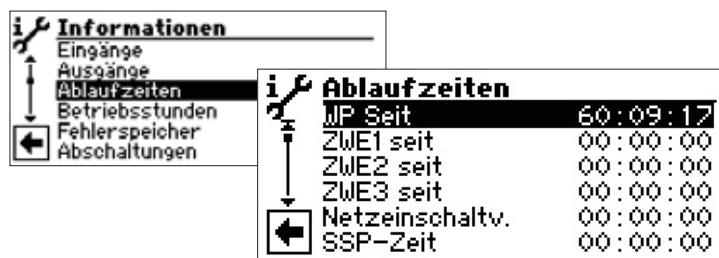 Informationen
Eingänge
Ausgänge
Ablaufzeiten
Betriebsstunden
Fehlerspeicher
Abschaltungen
Ablaufzeiten
WP Seit 60:09:17
ZWE1 seit 00:00:00
ZWE2 seit 00:00:00
ZWE3 seit 00:00:00
Netzeinschaltv. 00:00:00
SSP-Zeit 00:00:00